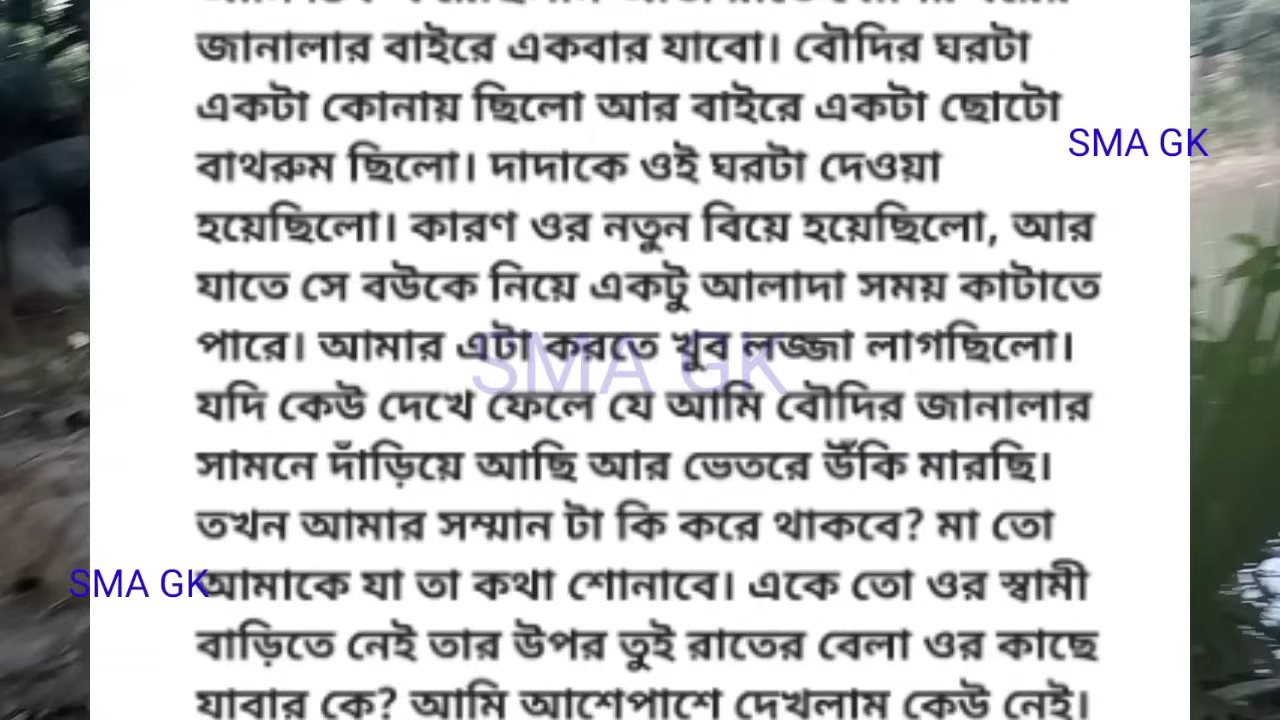 জানালার বাইরে একবার যাবো। বৌদির ঘরটা
একটা কোনায় ছিলো আর বাইরে একটা ছোটো
SMA GK
বাথরুম ছিলো। দাদাকে ওই ঘরটা দেওয়া
হয়েছিলো। কারণ ওর নতুন বিয়ে হয়েছিলো, আর
যাতে সে বউকে নিয়ে একটু আলাদা সময় কাটাতে
পারে। আমার এটা করতে খুব লজ্জা লাগছিলো।
SMA GK
যদি কেউ দেখে ফেলে যে আমি বৌদির জানালার
সামনে দাঁড়িয়ে আছি আর ভেতরে উঁকি মারছি।
তখন আমার সম্মান টা কি করে থাকবে? মা তো
SMA GK
আমাকে যা তা কথা শোনাবে। একে তো ওর স্বামী
বাড়িতে নেই তার উপর তুই রাতের বেলা ওর কাছে
যাবার কে? আমি আশেপাশে দেখলাম কেউ নেই।